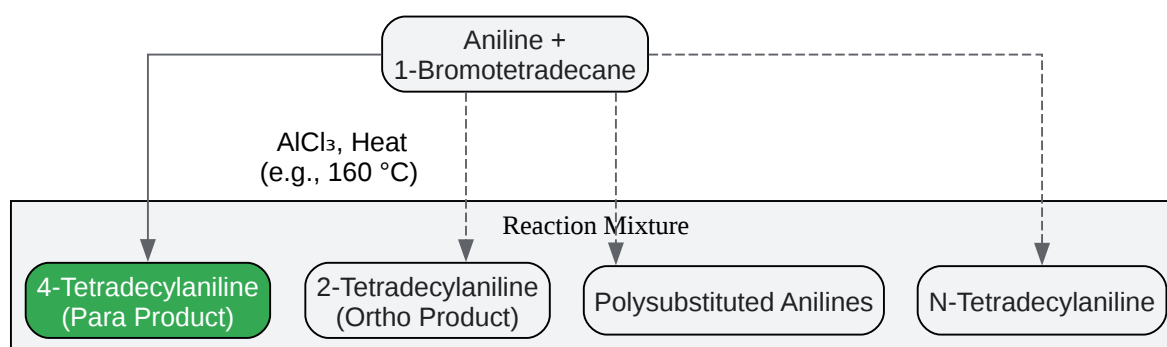 Aniline +
1-Bromotetradecane
AlCl₃, Heat
(e.g., 160 °C)
Reaction Mixture
4-Tetradecylaniline
(Para Product)
2-Tetradecylaniline
(Ortho Product)
Polysubstituted Anilines
N-Tetradecylaniline